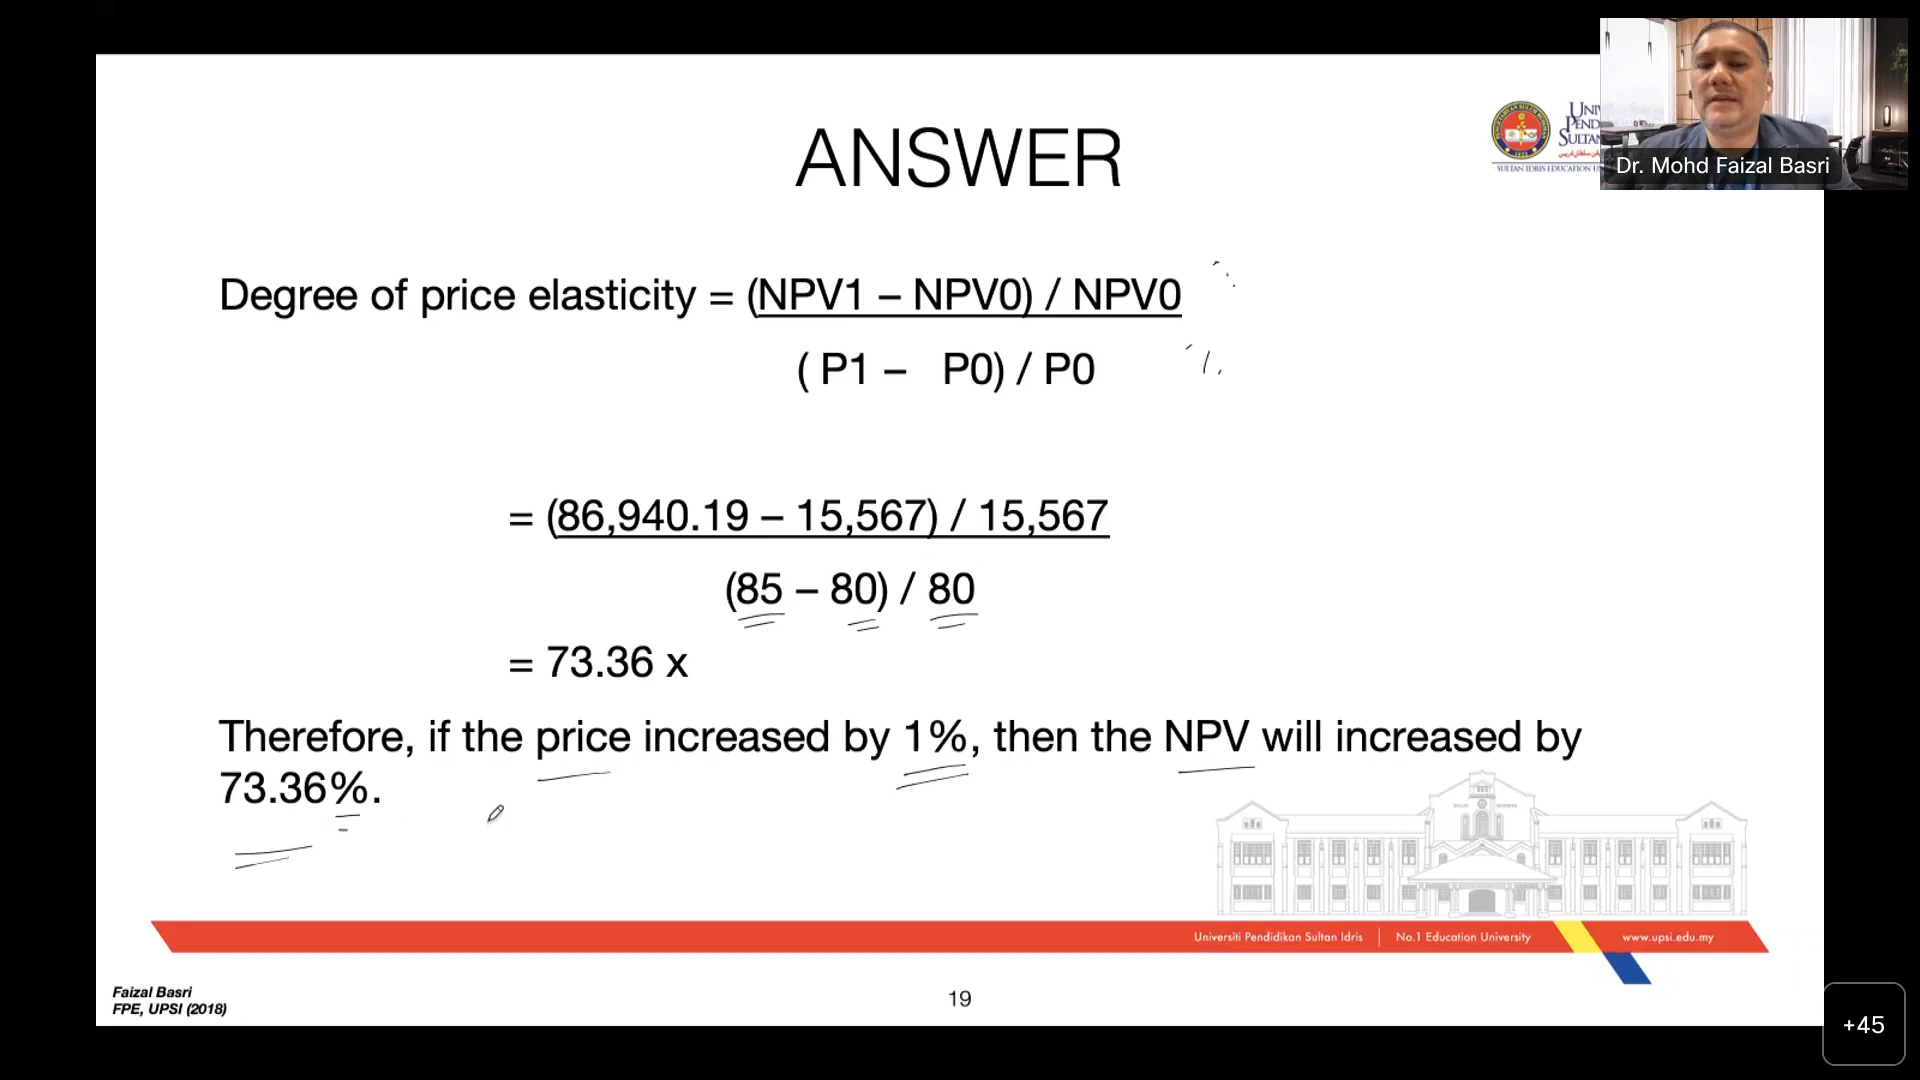 ANSWER
Dr. Mohd Faizal Basri
SULTAN IDRIS EDUCATION
Degree of price elasticity = (NPV1 – NPV0) / NPV0
( P1 – P0) / P0
= (86,940.19 – 15,567) / 15,567
(85 – 80) / 80
= 73.36 x
Therefore, if the price increased by 1%, then the NPV will increased by
73.36%.
Universiti Pendidikan Sultan Idris | No.1 Education University www.upsi.edu.my
Faizal Basri
FPE, UPSI (2018)
19
+45